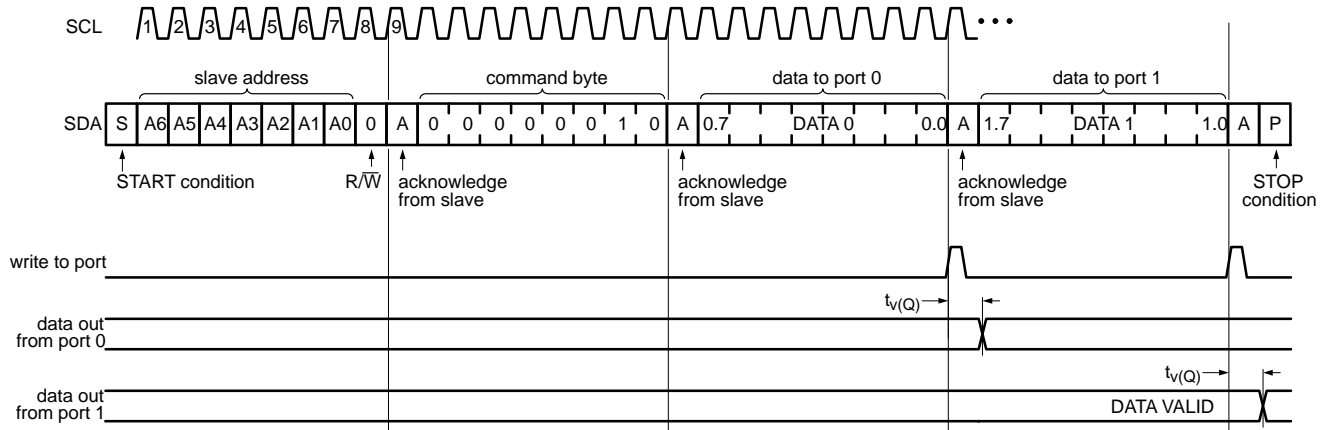 SCL 1 2 3 4 5 6 7 8 9 •••
slave address command byte data to port 0 data to port 1
SDA S A6 A5 A4 A3 A2 A1 A0 0 A 0 0 0 0 0 0 1 0 A 0.7 DATA 0 0.0 A 1.7 DATA 1 1.0 A P
START condition R/W̅ acknowledge acknowledge acknowledge STOP
from slave from slave from slave condition
write to port
tv(Q)
data out
from port 0
tv(Q)
data out
from port 1 DATA VALID